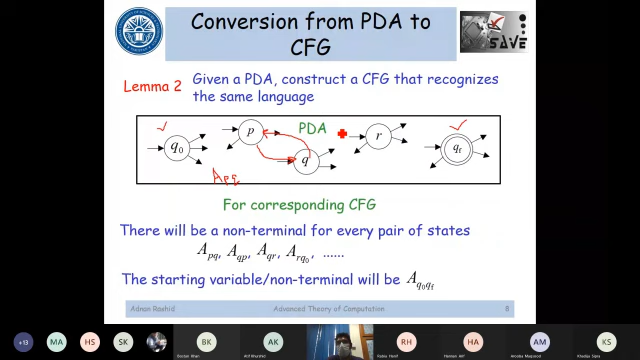 Conversion from PDA to
CFG
SAVE
Lemma 2
Given a PDA, construct a CFG that recognizes
the same language
PDA
q0
p
q
r
qf
Apq
For corresponding CFG
There will be a non-terminal for every pair of states
Apq, Aqp, Aqr, Arq0, ......
The starting variable/non-terminal will be Aq0qf
Adnan Rashid
Advanced Theory of Computation
8
+13
MA
HS
SK
BK
AK
RH
HA
AM
KS